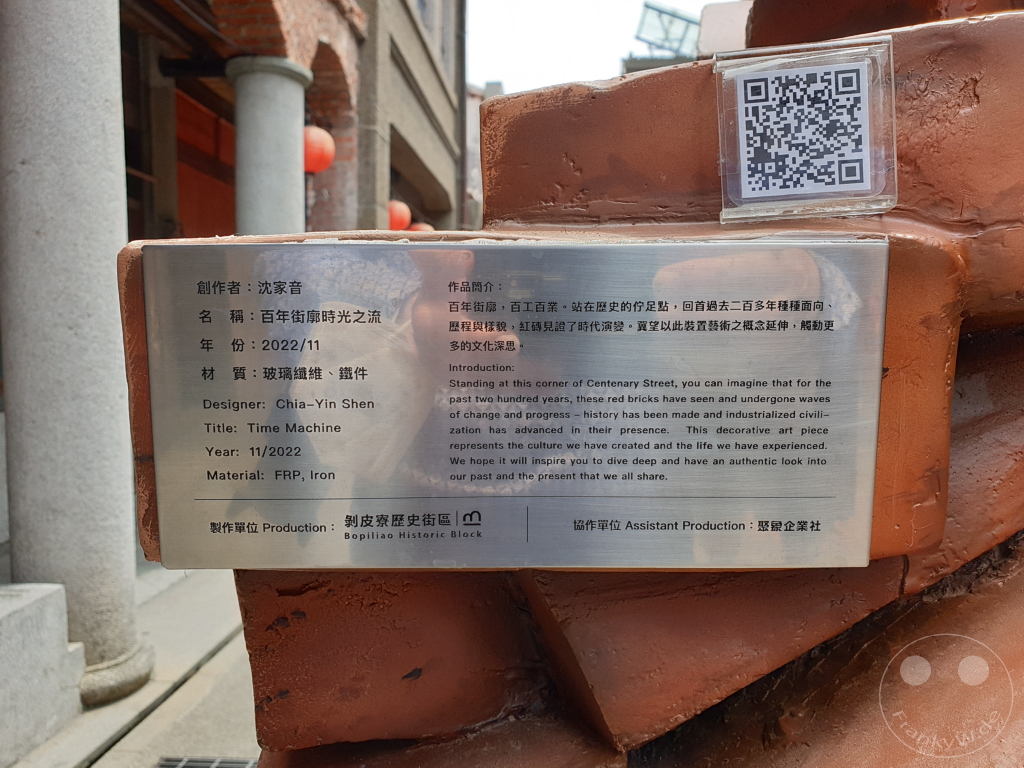 創作者：沈家音
名　稱：百年街廓時光之流
年　份：2022/11
材　質：玻璃纖維、鐵件
Designer: Chia-Yin Shen
Title: Time Machine
Year: 11/2022
Material: FRP, Iron
作品簡介：
百年街廓，百工百業。站在歷史的佇足點，回首過去二百多年種種面向、
歷程與樣貌，紅磚見證了時代演變。冀望以此裝置藝術之概念延伸，觸動更
多的文化深思。
Introduction:
Standing at this corner of Centenary Street, you can imagine that for the
past two hundred years, these red bricks have seen and undergone waves
of change and progress – history has been made and industrialized civili-
zation has advanced in their presence. This decorative art piece
represents the culture we have created and the life we have experienced.
We hope it will inspire you to dive deep and have an authentic look into
our past and the present that we all share.
製作單位 Production：剝皮寮歷史街區
Bopiliao Historic Block
協作單位 Assistant Production：聚象企業社
FrankyWide